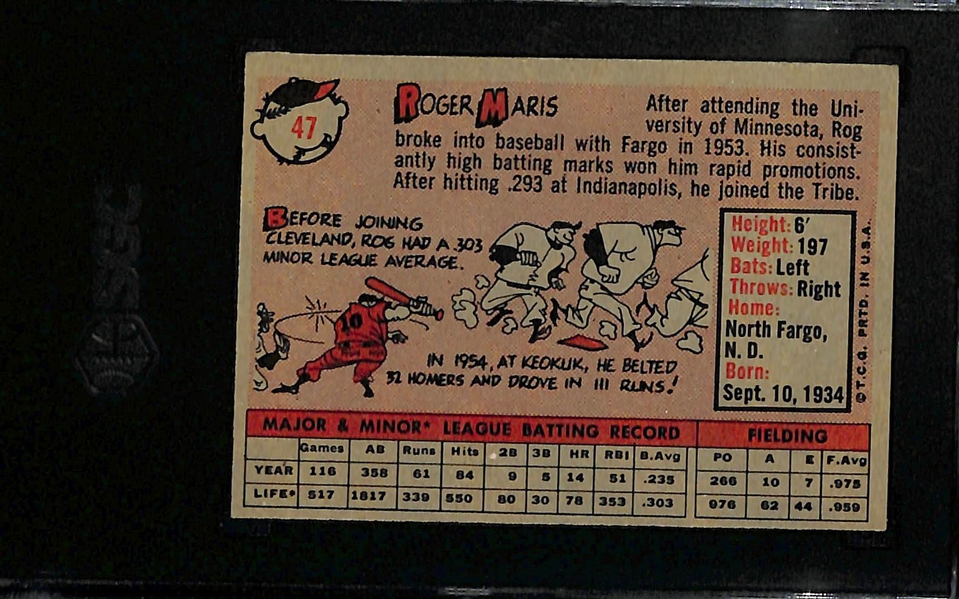 47
ROGER MARIS
After attending the Uni-
versity of Minnesota, Rog
broke into baseball with Fargo in 1953. His consist-
antly high batting marks won him rapid promotions.
After hitting .293 at Indianapolis, he joined the Tribe.
BEFORE JOINING
CLEVELAND, ROG HAD A .303
MINOR LEAGUE AVERAGE.
10
IN 1954, AT KEOKUK, HE BELTED
32 HOMERS AND DROVE IN 111 RUNS!
Height: 6'
Weight: 197
Bats: Left
Throws: Right
Home:
North Fargo,
N. D.
Born:
Sept. 10, 1934
© T.C.G. PRTD. IN U.S.A.
MAJOR & MINOR* LEAGUE BATTING RECORD FIELDING
Games AB Runs Hits 2B 3B HR RBI B.Avg PO A E F.Avg
YEAR 116 358 61 84 9 5 14 51 .235 266 10 7 .975
LIFE* 517 1817 339 550 80 30 78 353 .303 976 62 44 .959
SGC